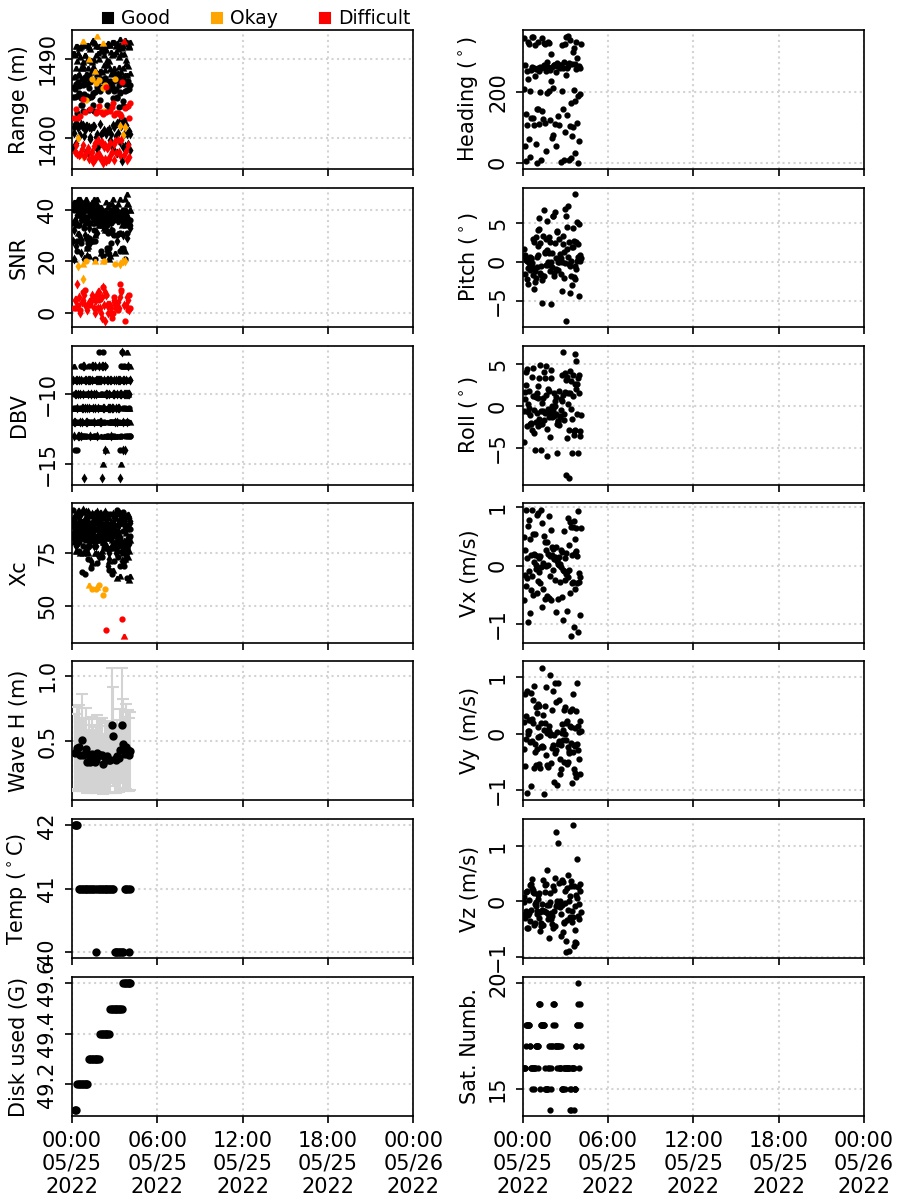 Good Okay Difficult
Range (m)
1490
1400
Heading (°)
200
0
SNR
40
20
0
Pitch (°)
5
0
−5
DBV
−10
−15
Roll (°)
5
0
−5
Xc
75
50
Vx (m/s)
1
0
−1
Wave H (m)
1.0
0.5
Vy (m/s)
1
0
−1
Temp (°C)
42
41
40
Vz (m/s)
1
0
−1
Disk used (G)
49.6
49.4
49.2
Sat. Numb.
20
15
00:00 06:00 12:00 18:00 00:00 00:00 06:00 12:00 18:00 00:00
05/25 05/25 05/25 05/25 05/26 05/25 05/25 05/25 05/25 05/26
2022 2022 2022 2022 2022 2022 2022 2022 2022 2022